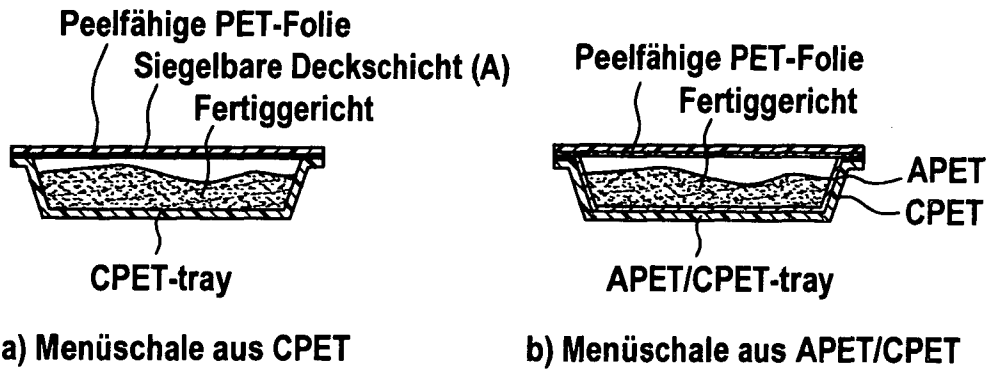 Peelfähige PET-Folie
Siegelbare Deckschicht (A)
Fertiggericht
CPET-tray
a) Menüschale aus CPET
Peelfähige PET-Folie
Fertiggericht
APET
CPET
APET/CPET-tray
b) Menüschale aus APET/CPET